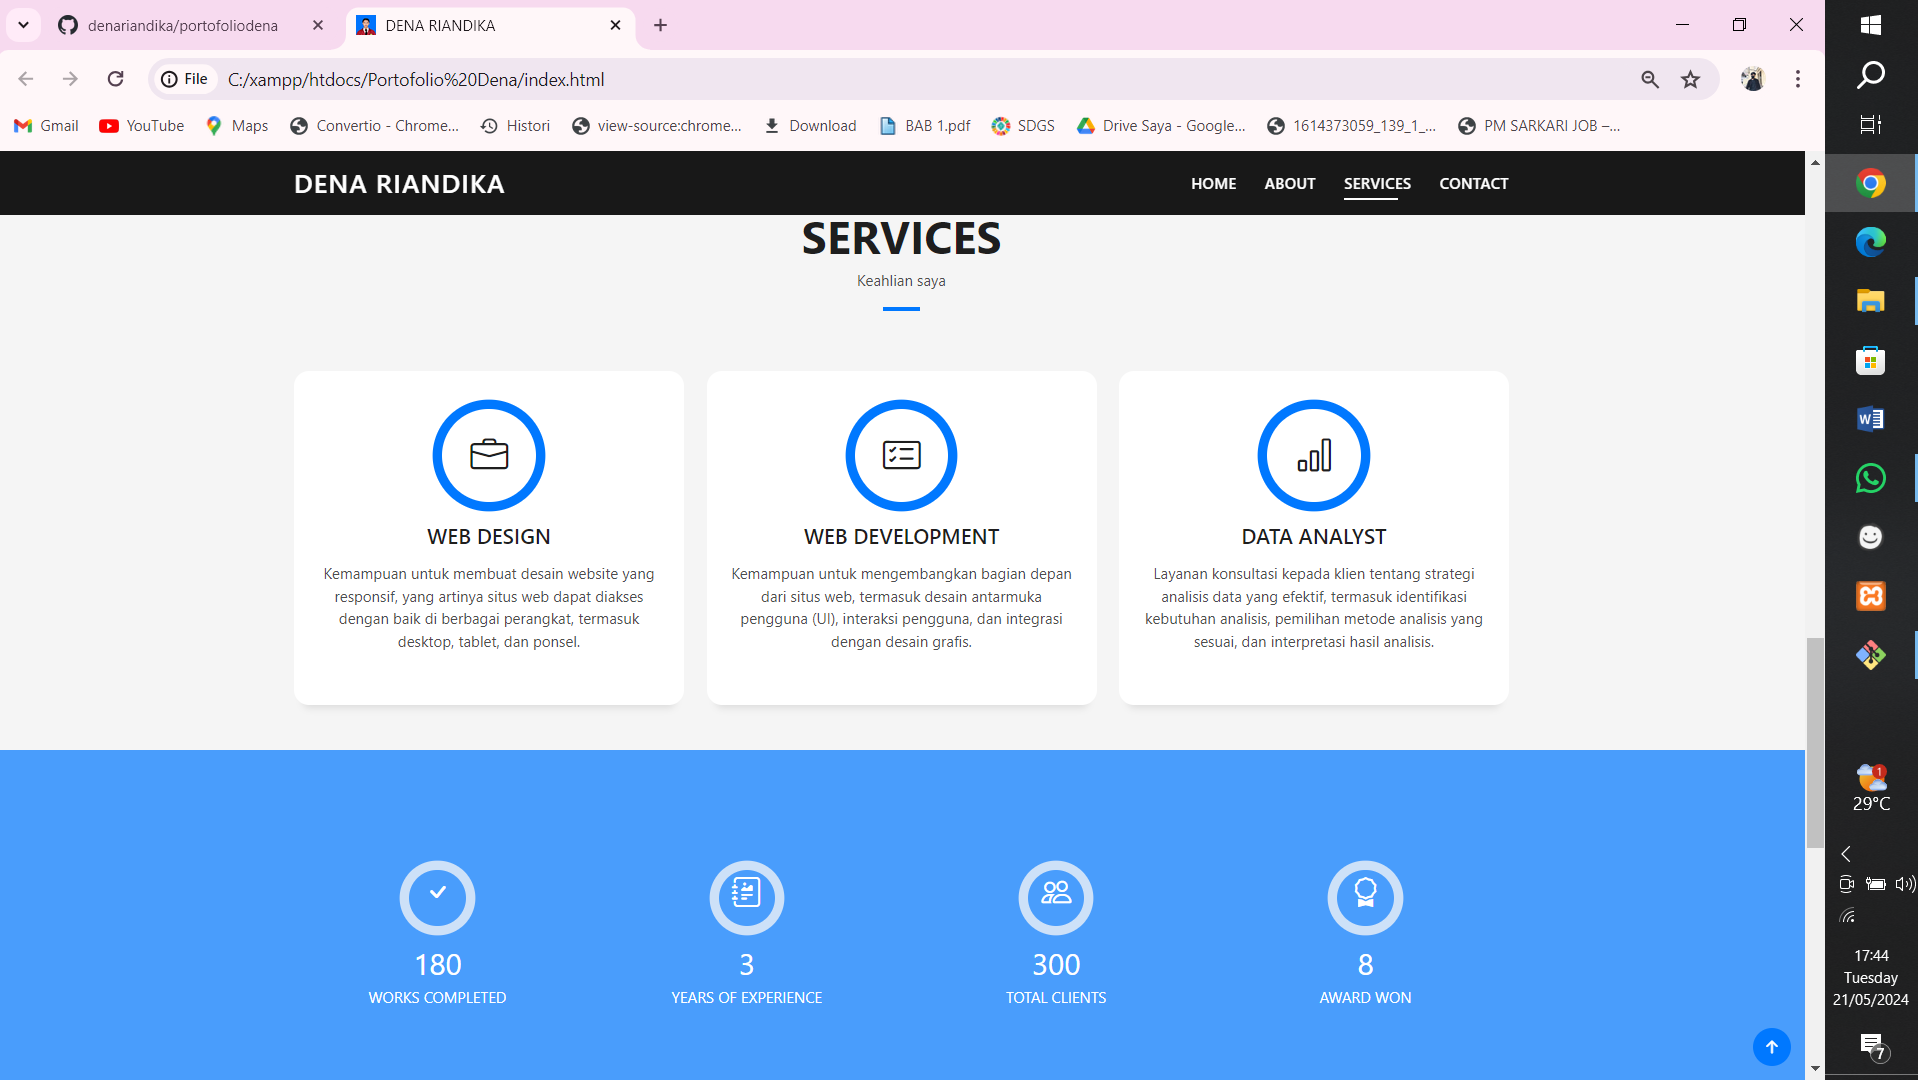 denariandika/portofoliodena
DENA RIANDIKA
File
C:/xampp/htdocs/Portofolio%20Dena/index.html
Gmail
YouTube
Maps
Convertio - Chrome...
Histori
view-source:chrome...
Download
BAB 1.pdf
SDGS
Drive Saya - Google...
1614373059_139_1_...
PM SARKARI JOB –...
DENA RIANDIKA
HOME
ABOUT
SERVICES
CONTACT
SERVICES
Keahlian saya
WEB DESIGN
Kemampuan untuk membuat desain website yang
responsif, yang artinya situs web dapat diakses
dengan baik di berbagai perangkat, termasuk
desktop, tablet, dan ponsel.
WEB DEVELOPMENT
Kemampuan untuk mengembangkan bagian depan
dari situs web, termasuk desain antarmuka
pengguna (UI), interaksi pengguna, dan integrasi
dengan desain grafis.
DATA ANALYST
Layanan konsultasi kepada klien tentang strategi
analisis data yang efektif, termasuk identifikasi
kebutuhan analisis, pemilihan metode analisis yang
sesuai, dan interpretasi hasil analisis.
180
WORKS COMPLETED
3
YEARS OF EXPERIENCE
300
TOTAL CLIENTS
8
AWARD WON
W
1
29°C
17:44
Tuesday
21/05/2024
7